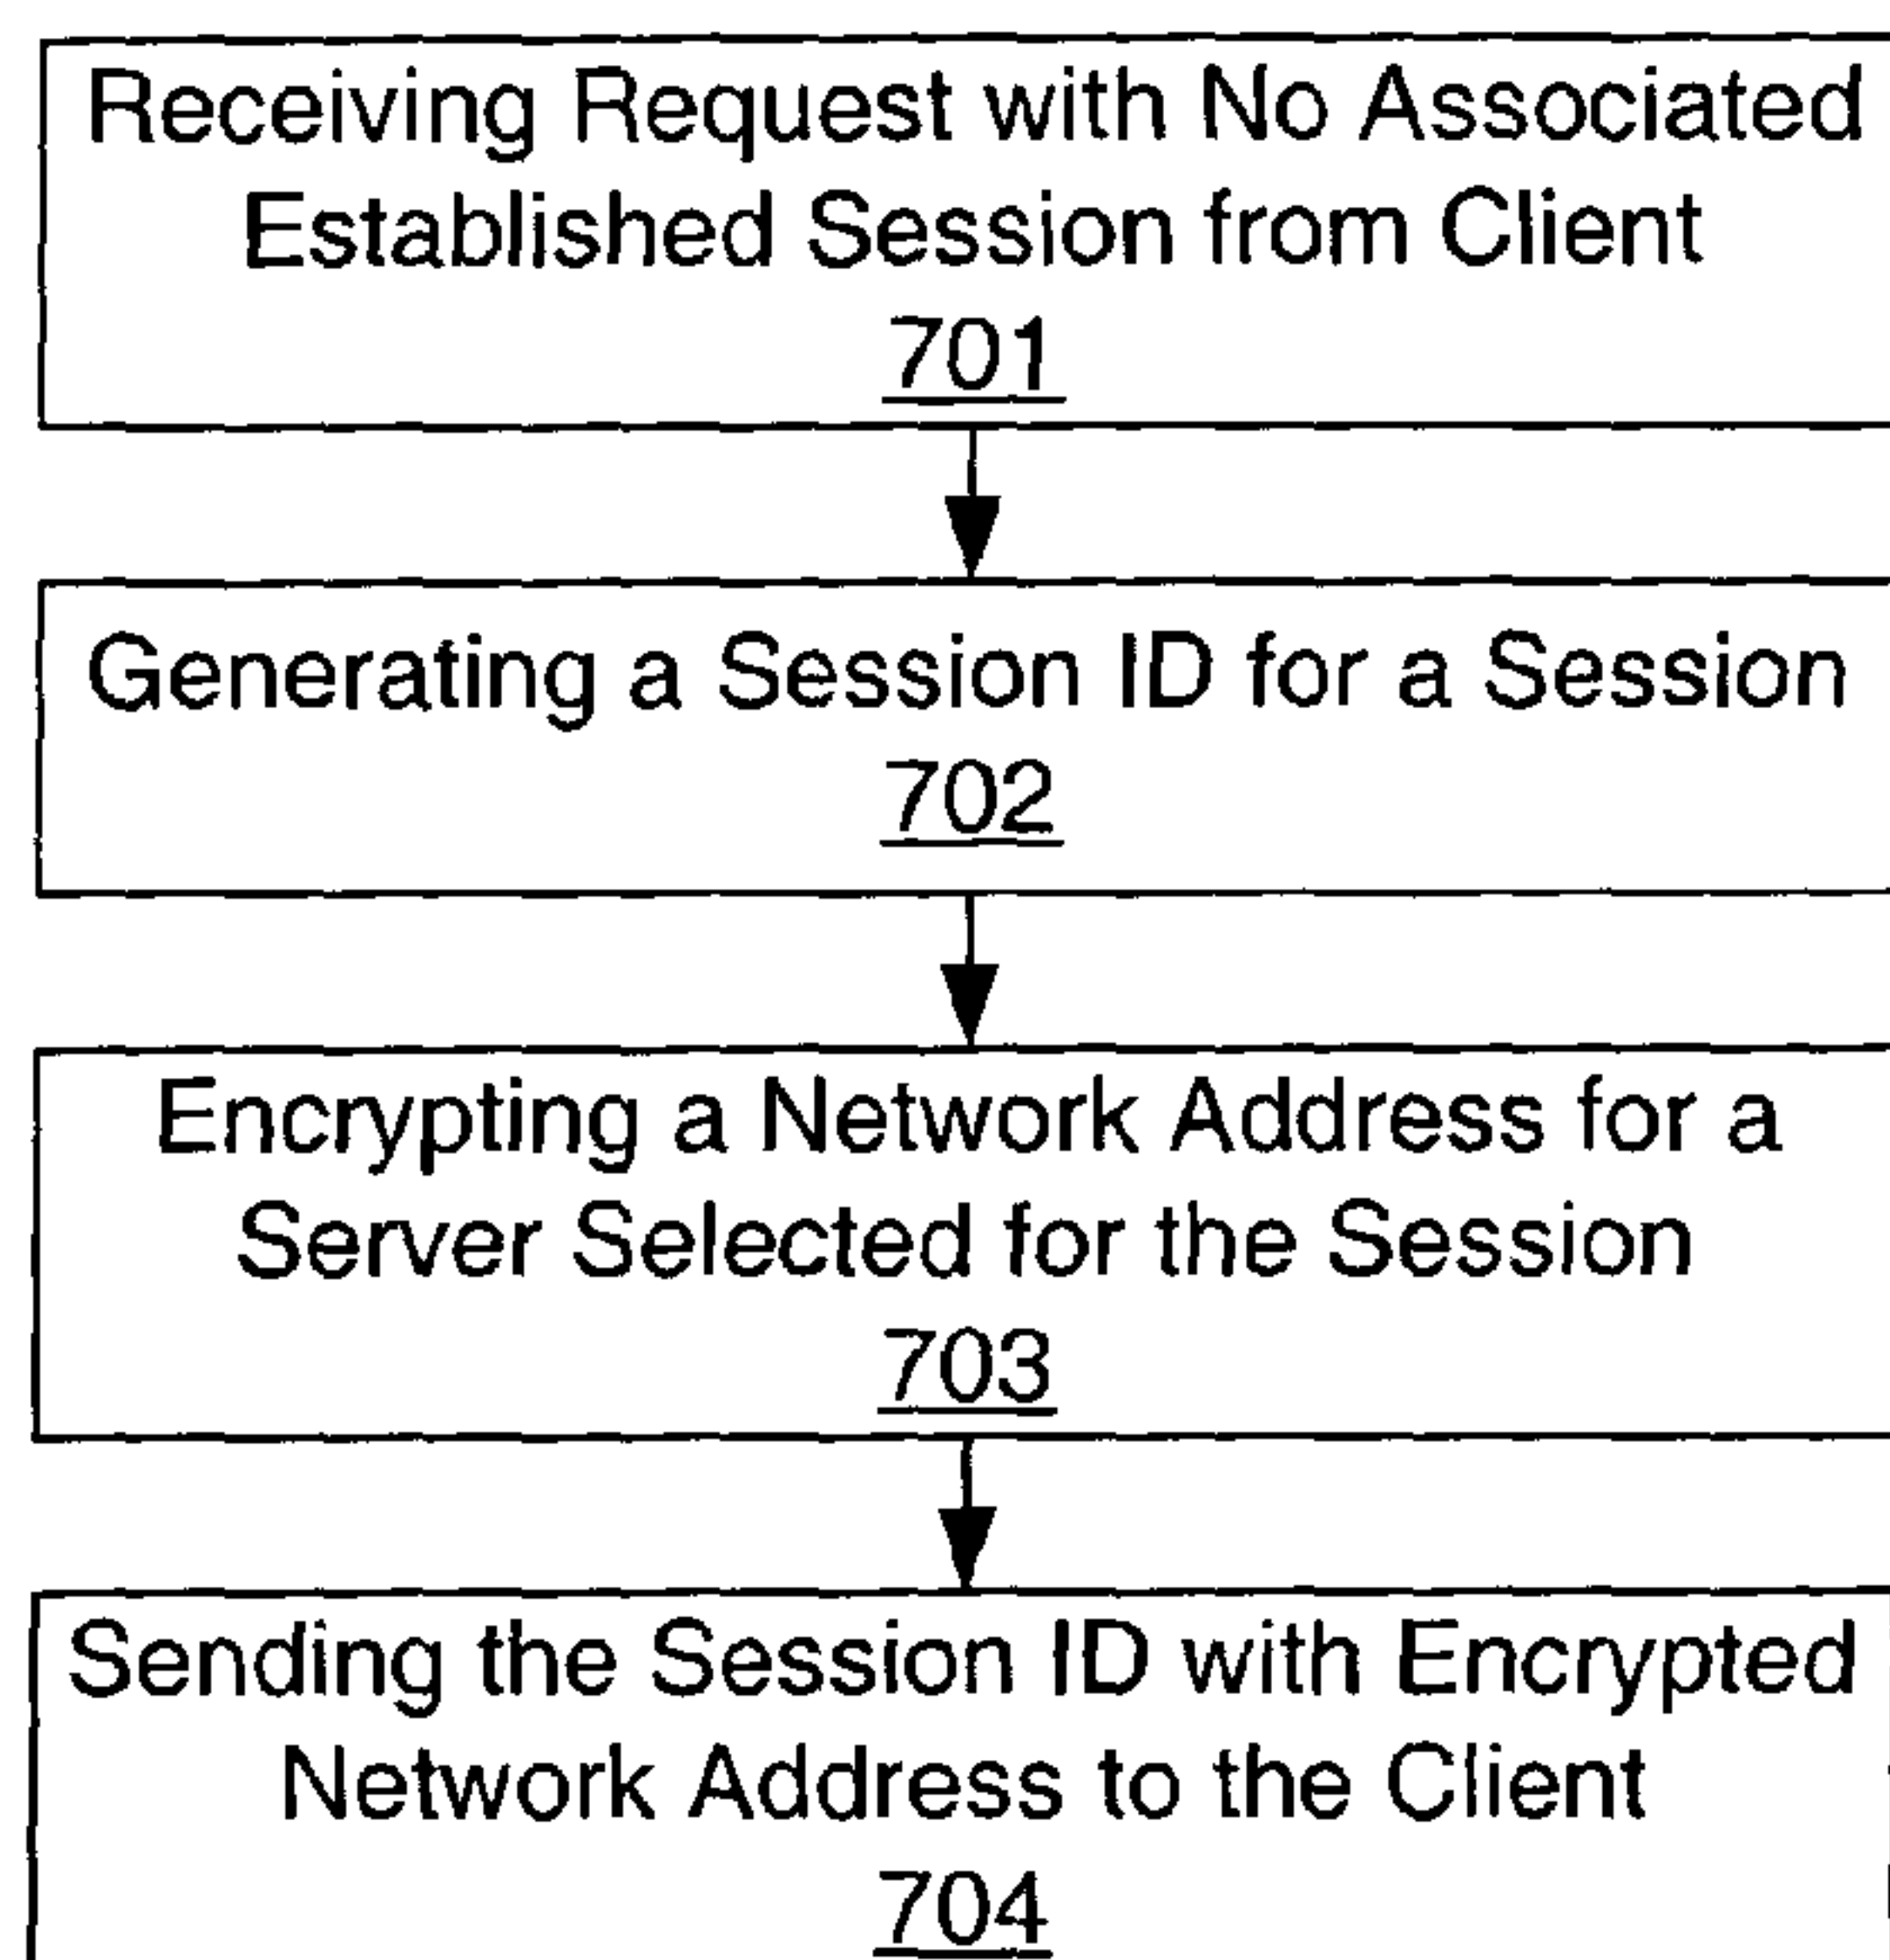 Receiving Request with No Associated
Established Session from Client
701
Generating a Session ID for a Session
702
Encrypting a Network Address for a
Server Selected for the Session
703
Sending the Session ID with Encrypted
Network Address to the Client
704